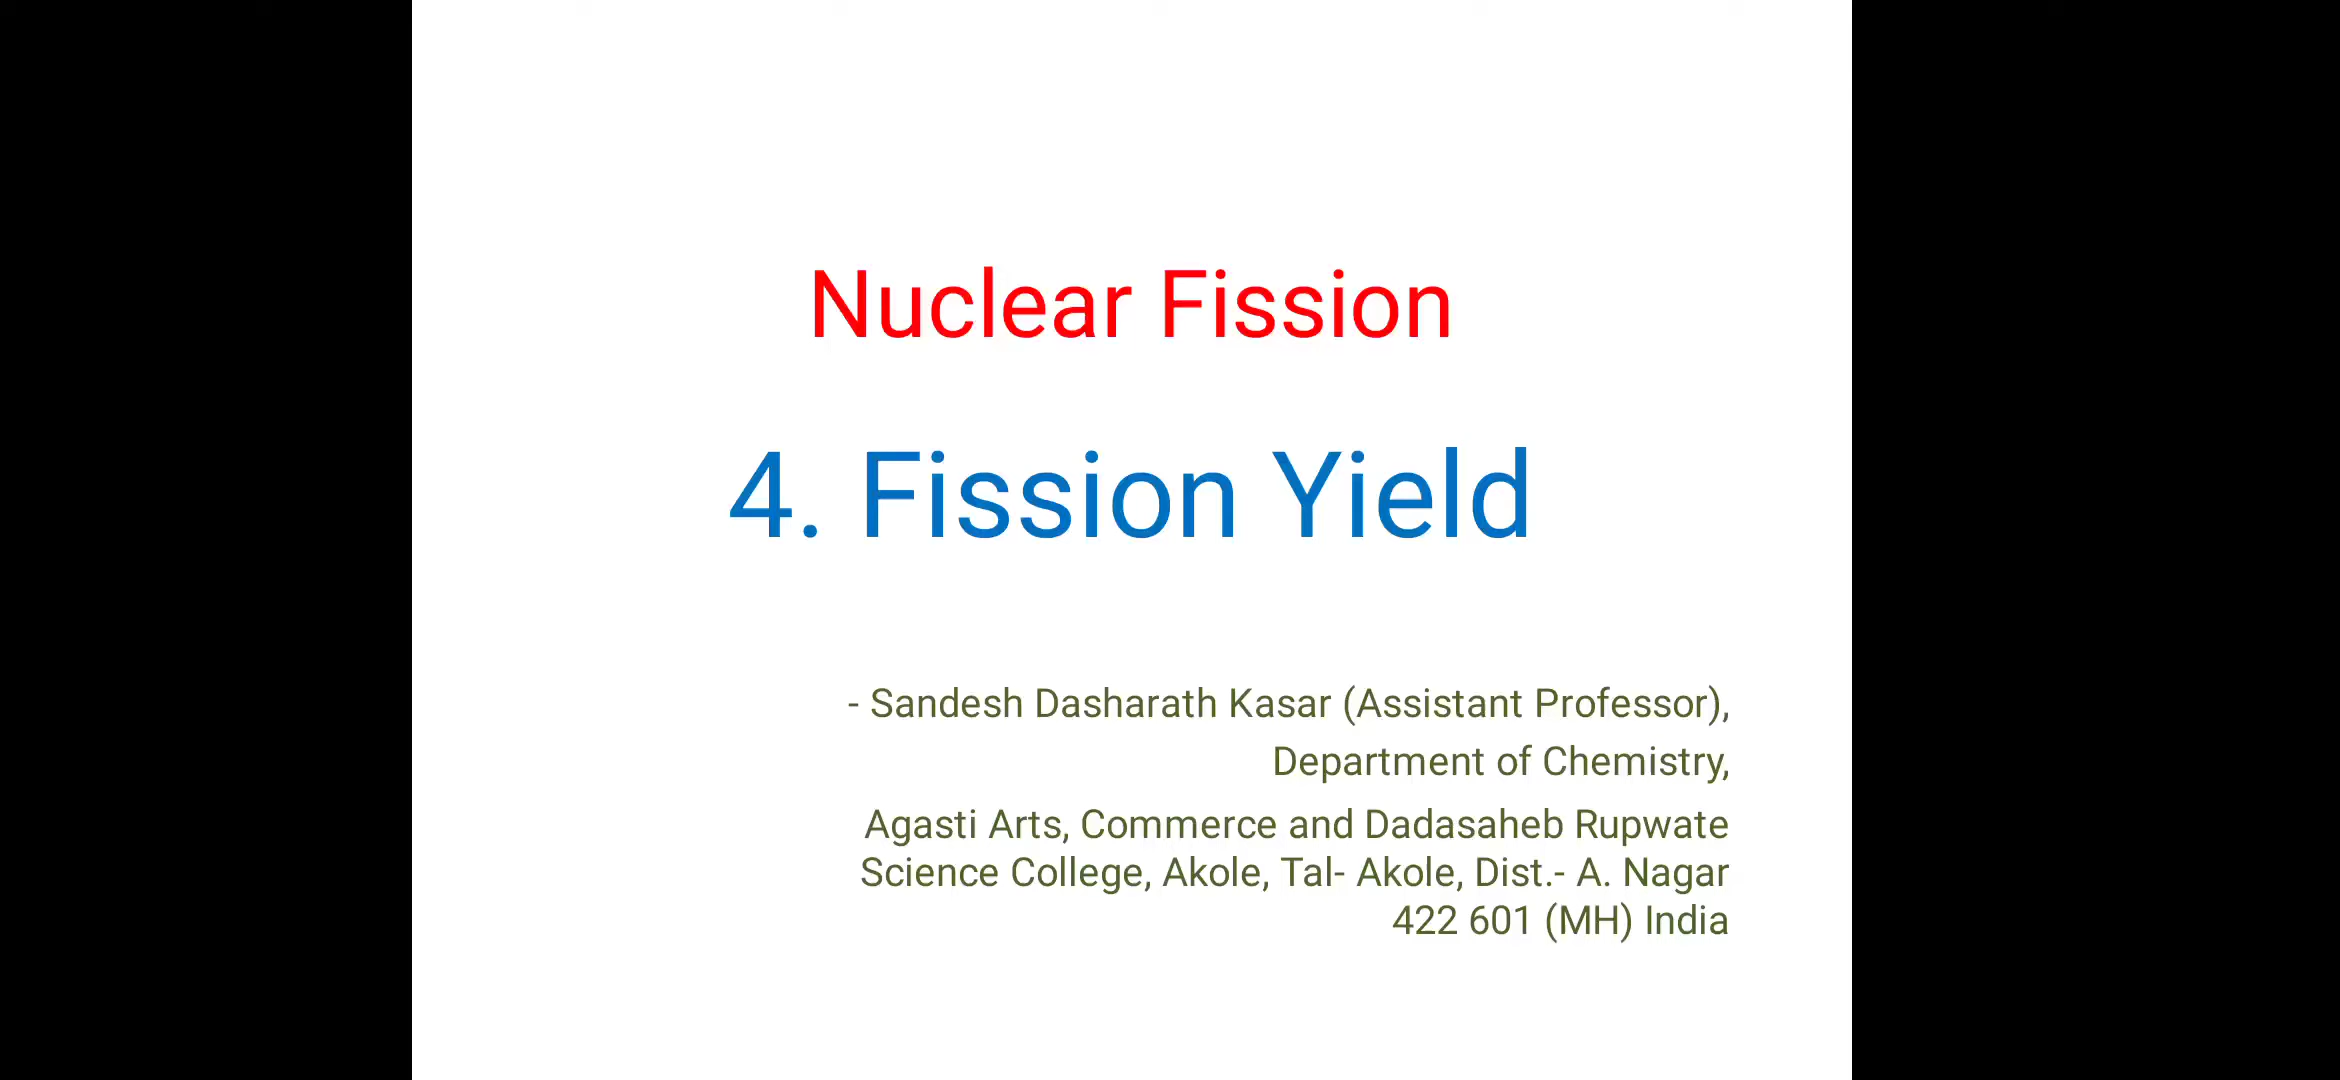 Nuclear Fission
4. Fission Yield
- Sandesh Dasharath Kasar (Assistant Professor),
Department of Chemistry,
Agasti Arts, Commerce and Dadasaheb Rupwate
Science College, Akole, Tal- Akole, Dist.- A. Nagar
422 601 (MH) India